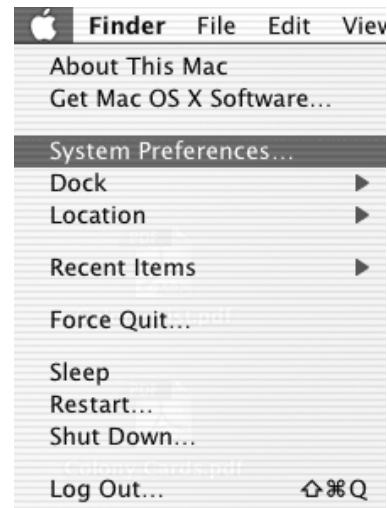 Finder File Edit View
About This Mac
Get Mac OS X Software...
System Preferences...
Dock
Location
Recent Items
Force Quit...
Sleep
Restart...
Shut Down...
Colony Cards.pdf
Log Out... ⇧⌘Q